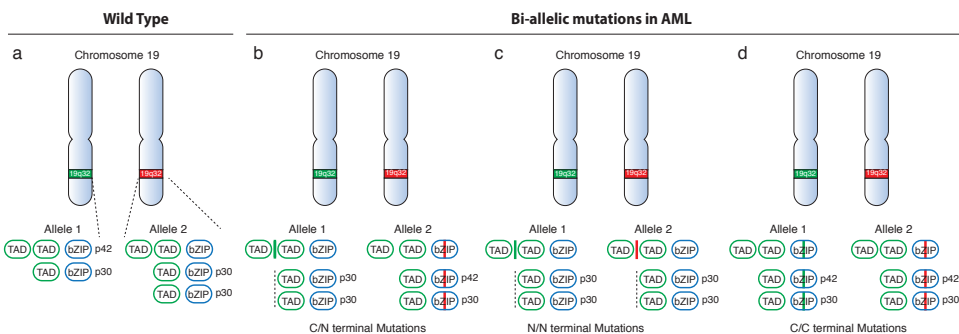 Wild Type
Bi-allelic mutations in AML
a
Chromosome 19
19q32
19q32
Allelle 1
Allele 2
TAD TAD bZIP p42
TAD bZIP p30
TAD TAD bZIP
TAD bZIP p30
TAD bZIP p30
b
Chromosome 19
19q32
19q32
Allele 1
Allele 2
TAD TAD bZIP
TAD bZIP p30
TAD bZIP p30
TAD TAD bZIP
TAD bZIP p42
TAD bZIP p30
C/N terminal Mutations
c
Chromosome 19
19q32
19q32
Allele 1
Allele 2
TAD TAD bZIP
TAD bZIP p30
TAD bZIP p30
TAD TAD bZIP
TAD bZIP p30
TAD bZIP p30
N/N terminal Mutations
d
Chromosome 19
19q32
19q32
Allele 1
Allele 2
TAD TAD bZIP
TAD bZIP p42
TAD bZIP p30
TAD TAD bZIP
TAD bZIP p42
TAD bZIP p30
C/C terminal Mutations